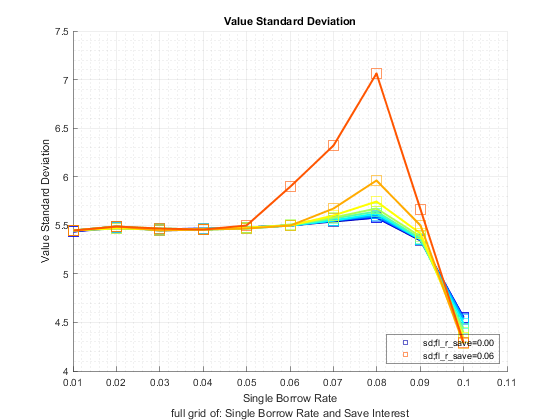 Value Standard Deviation
7.5
7
6.5
6
5.5
5
4.5
4
Value Standard Deviation
0.01 0.02 0.03 0.04 0.05 0.06 0.07 0.08 0.09 0.1 0.11
sd;fl_r_save=0.00
sd;fl_r_save=0.06
Single Borrow Rate
full grid of: Single Borrow Rate and Save Interest